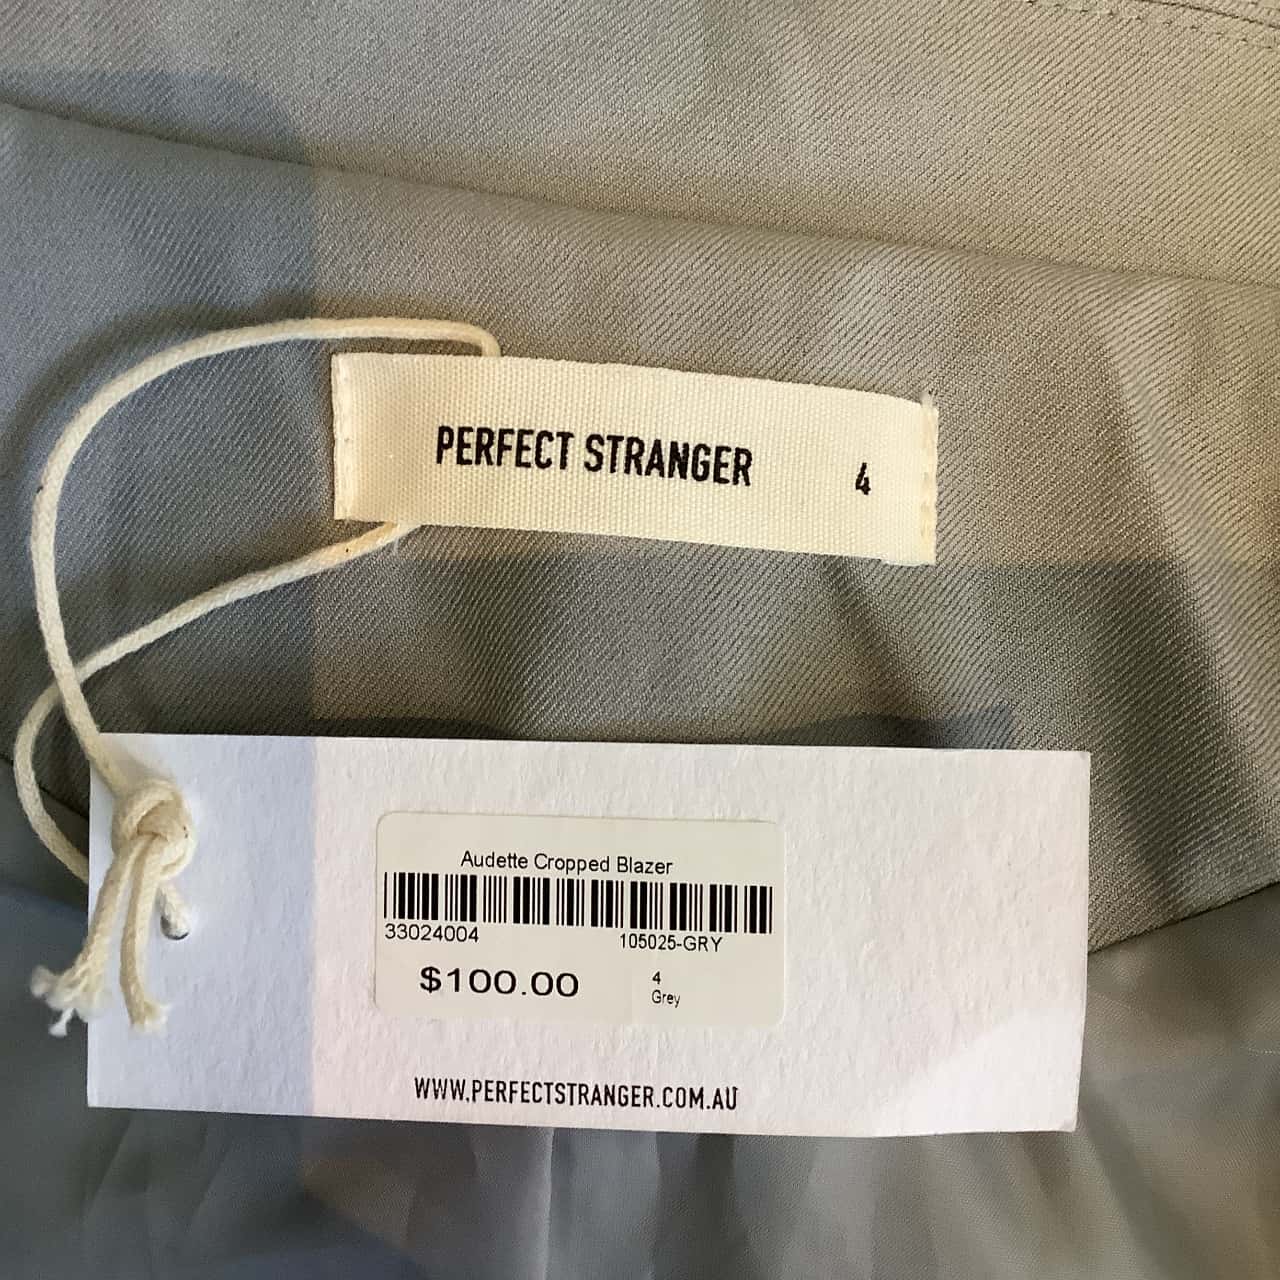 PERFECT STRANGER 4
Audette Cropped Blazer
33024004 105025-GRY
$100.00 4
Grey
WWW.PERFECTSTRANGER.COM.AU